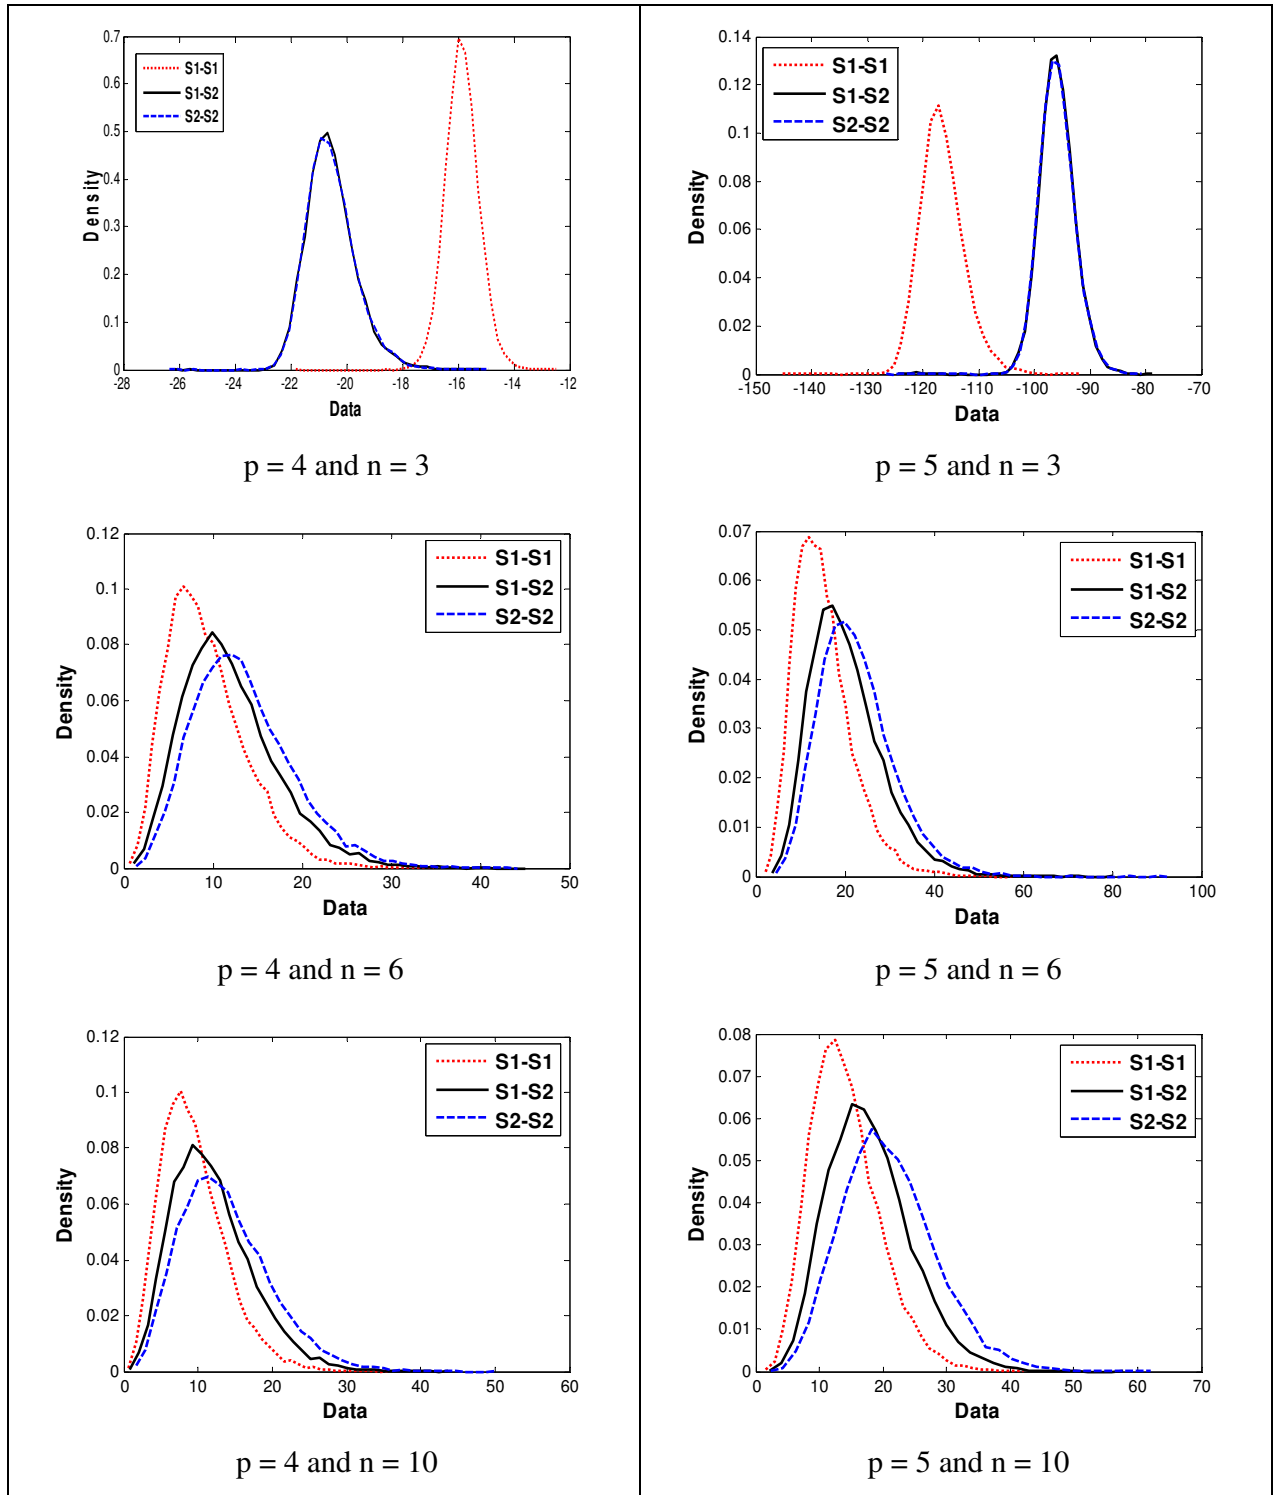 0.7
0.6
0.5
0.4
0.3
0.2
0.1
0
Density
S1-S1
S1-S2
S2-S2
-28 -26 -24 -22 -20 -18 -16 -14 -12
Data
p = 4 and n = 3
0.14
0.12
0.1
0.08
0.06
0.04
0.02
0
Density
S1-S1
S1-S2
S2-S2
-150 -140 -130 -120 -110 -100 -90 -80 -70
Data
p = 5 and n = 3
0.12
0.1
0.08
0.06
0.04
0.02
0
Density
S1-S1
S1-S2
S2-S2
0 10 20 30 40 50
Data
p = 4 and n = 6
0.07
0.06
0.05
0.04
0.03
0.02
0.01
0
Density
S1-S1
S1-S2
S2-S2
0 20 40 60 80 100
Data
p = 5 and n = 6
0.12
0.1
0.08
0.06
0.04
0.02
0
Density
S1-S1
S1-S2
S2-S2
0 10 20 30 40 50 60
Data
p = 4 and n = 10
0.08
0.07
0.06
0.05
0.04
0.03
0.02
0.01
0
Density
S1-S1
S1-S2
S2-S2
0 10 20 30 40 50 60 70
Data
p = 5 and n = 10